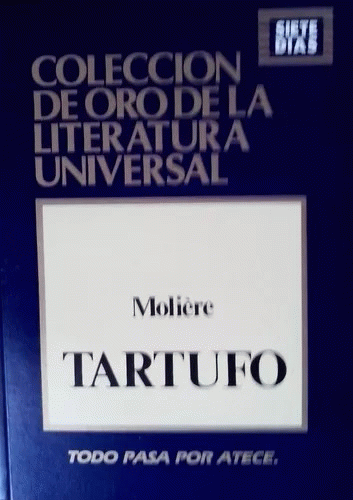 SIETE
DIAS
COLECCION
DE ORO DE LA
LITERATURA
UNIVERSAL
Molière
TARTUFO
TODO PASA POR ATECE.